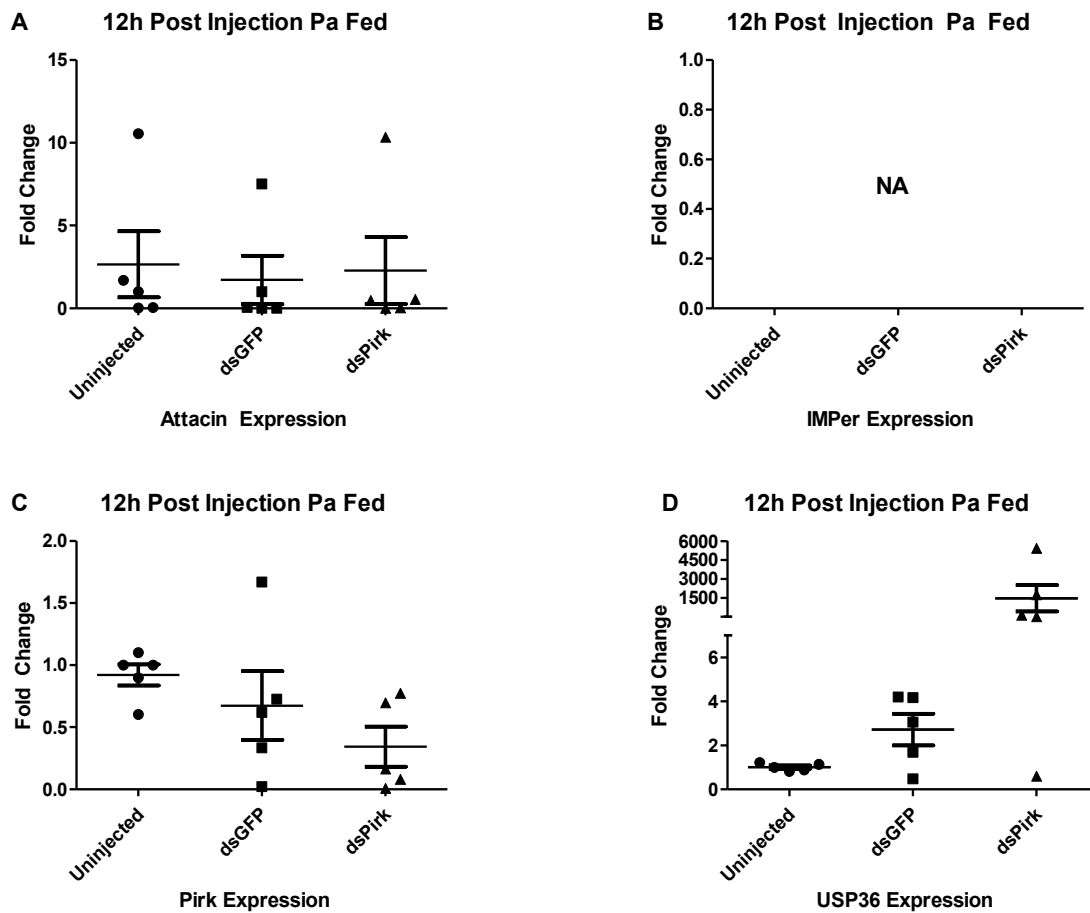 A 12h Post Injection Pa Fed
15
10
5
0
Fold Change
Uninjected
dsGFP
dsPirk
Attacin Expression
B 12h Post Injection Pa Fed
1.0
0.8
0.6
0.4
0.2
0.0
Fold Change
NA
Uninjected
dsGFP
dsPirk
IMPer Expression
C 12h Post Injection Pa Fed
2.0
1.5
1.0
0.5
0.0
Fold Change
Uninjected
dsGFP
dsPirk
Pirk Expression
D 12h Post Injection Pa Fed
6000
4500
3000
1500
6
4
2
0
Fold Change
Uninjected
dsGFP
dsPirk
USP36 Expression